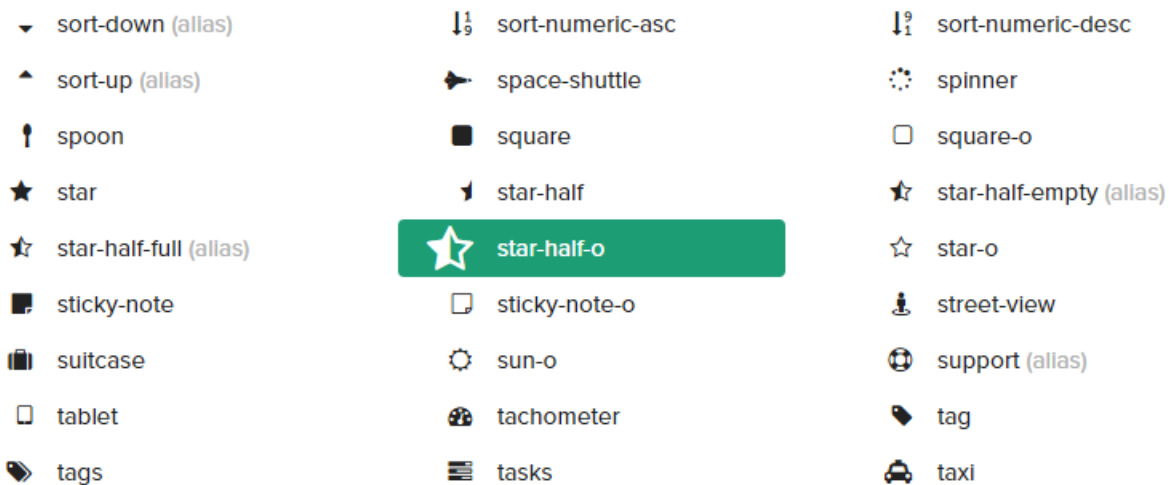 sort-down (alias) sort-numeric-asc sort-numeric-desc
sort-up (alias) space-shuttle spinner
spoon square square-o
star star-half star-half-empty (alias)
star-half-full (alias) star-half-o star-o
sticky-note sticky-note-o street-view
suitcase sun-o support (alias)
tablet tachometer tag
tags tasks taxi